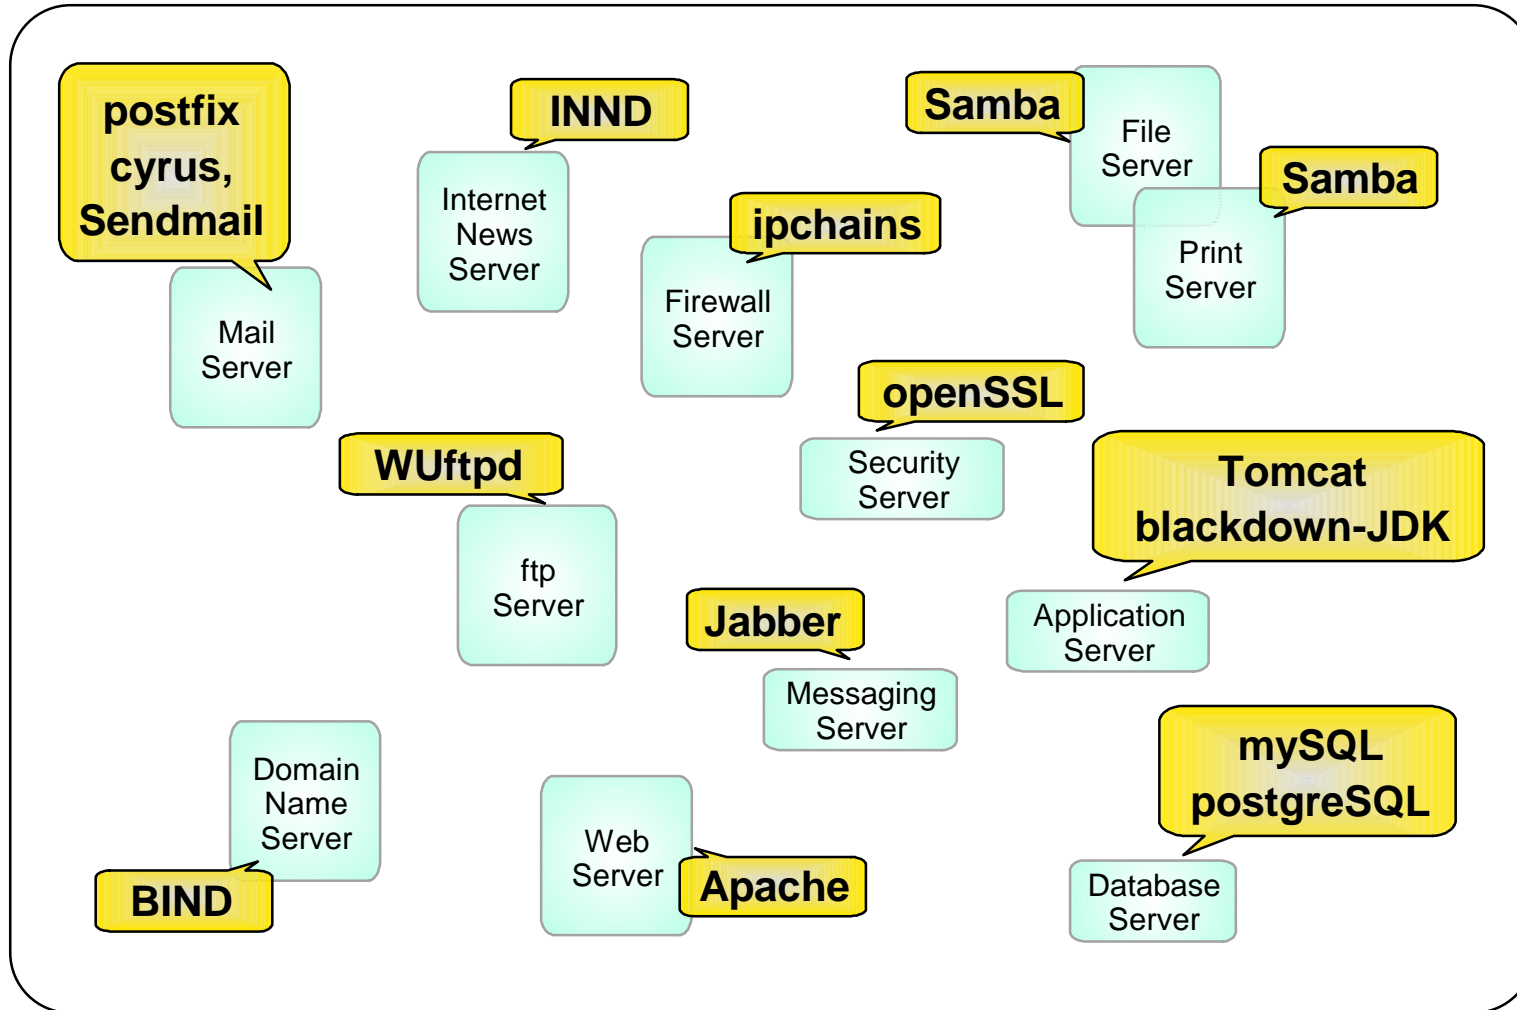 postfix
cyrus,
Sendmail
Mail
Server
INND
Internet
News
Server
ipchains
Firewall
Server
Samba
File
Server
Samba
Print
Server
openSSL
Security
Server
WUftpd
ftp
Server
Tomcat
blackdown-JDK
Application
Server
Jabber
Messaging
Server
Domain
Name
Server
BIND
Web
Server
Apache
mySQL
postgreSQL
Database
Server